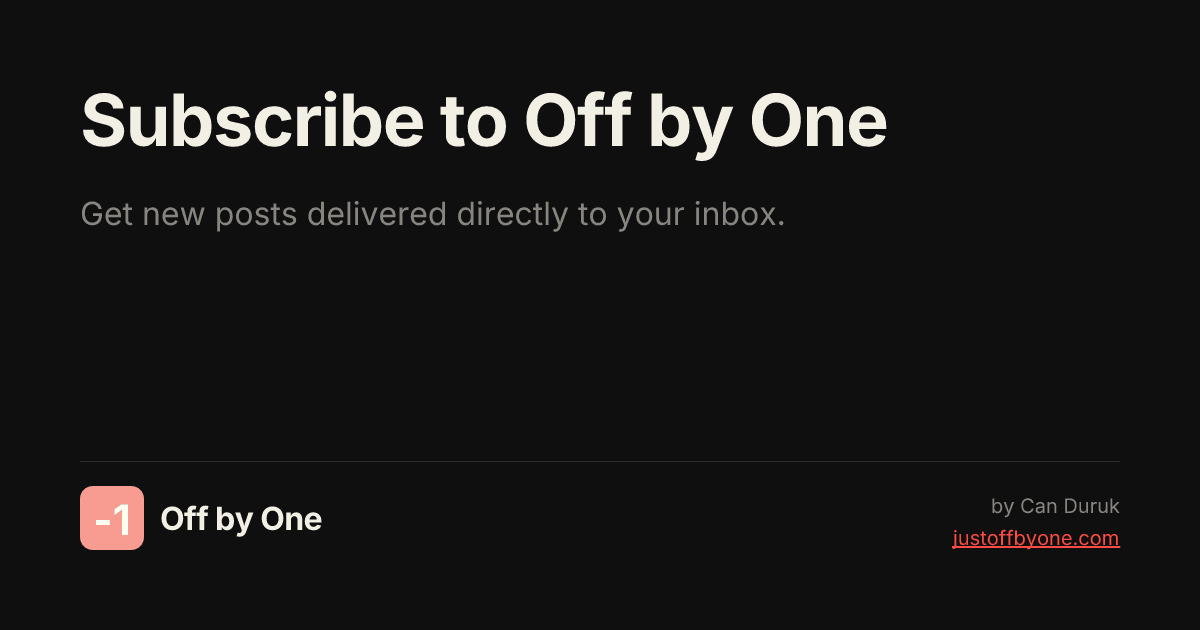 Subscribe to Off by One
Get new posts delivered directly to your inbox.
-1
Off by One
by Can Duruk
justoffbyone.com